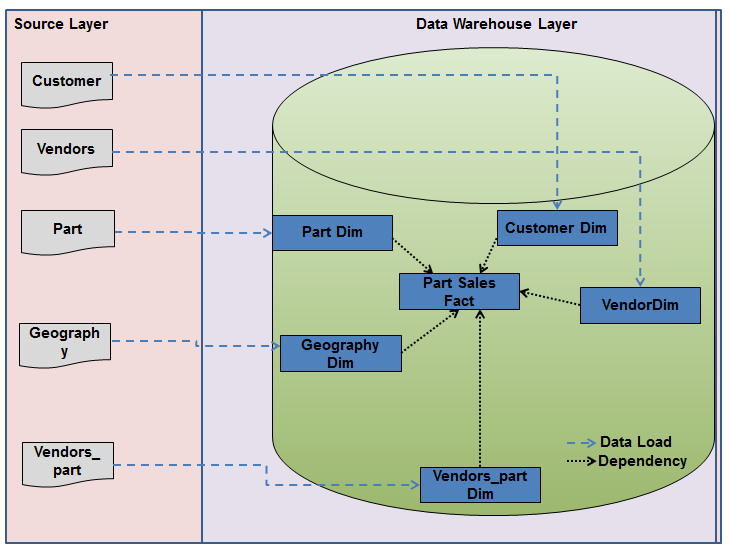 Source Layer
Data Warehouse Layer
Customer
Vendors
Part
Geograph
y
Vendors_
part
Part Dim
Customer Dim
Part Sales
Fact
VendorDim
Geography
Dim
Vendors_part
Dim
Data Load
Dependency